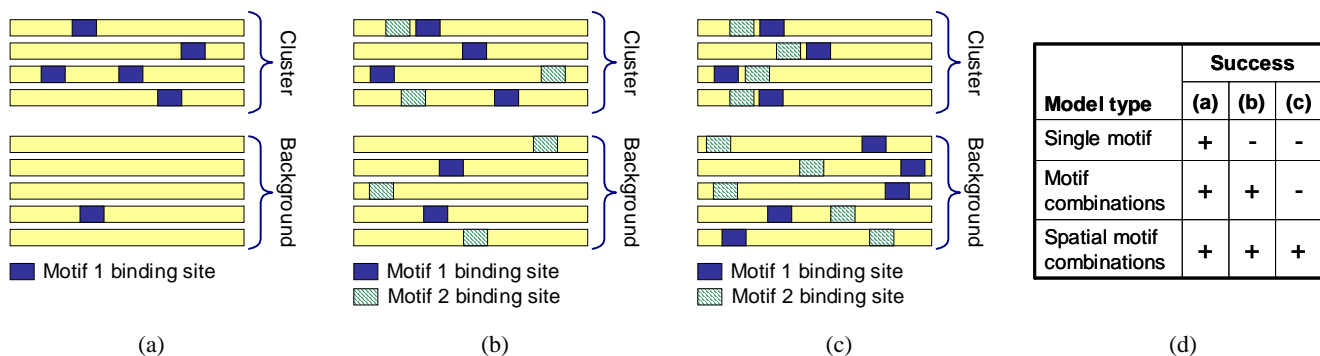 Cluster
Background
Motif 1 binding site
(a)
Cluster
Background
Motif 1 binding site
Motif 2 binding site
(b)
Cluster
Background
Motif 1 binding site
Motif 2 binding site
(c)
Success
Model type (a) (b) (c)
Single motif + - -
Motif
combinations + + -
Spatial motif
combinations + + +
(d)